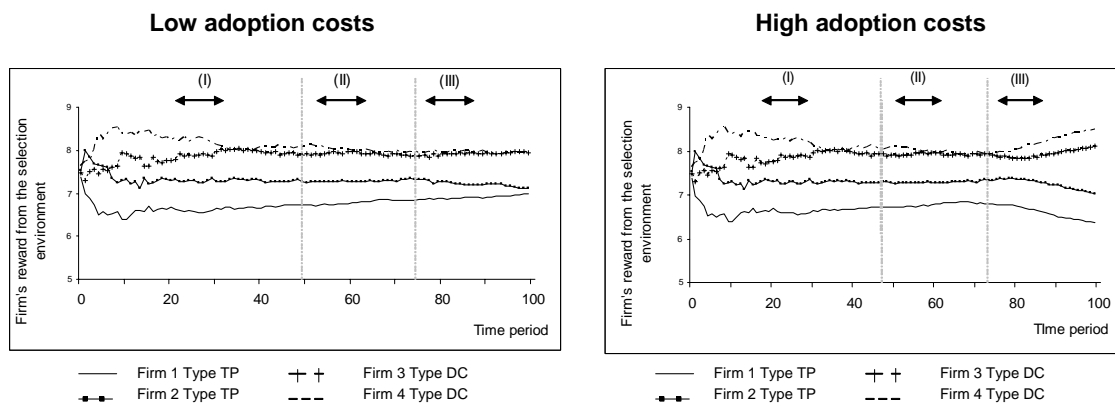 Low adoption costs
High adoption costs
(I)
(II)
(III)
9
8
7
6
5
0
20
40
60
80
100
Firm's reward from the selection
environment
Time period
Firm 1 Type TP
Firm 3 Type DC
Firm 2 Type TP
Firm 4 Type DC
(I)
(II)
(III)
9
8
7
6
5
0
20
40
60
80
100
Firm's reward from the selection
environment
TIme period
Firm 1 Type TP
Firm 3 Type DC
Firm 2 Type TP
Firm 4 Type DC